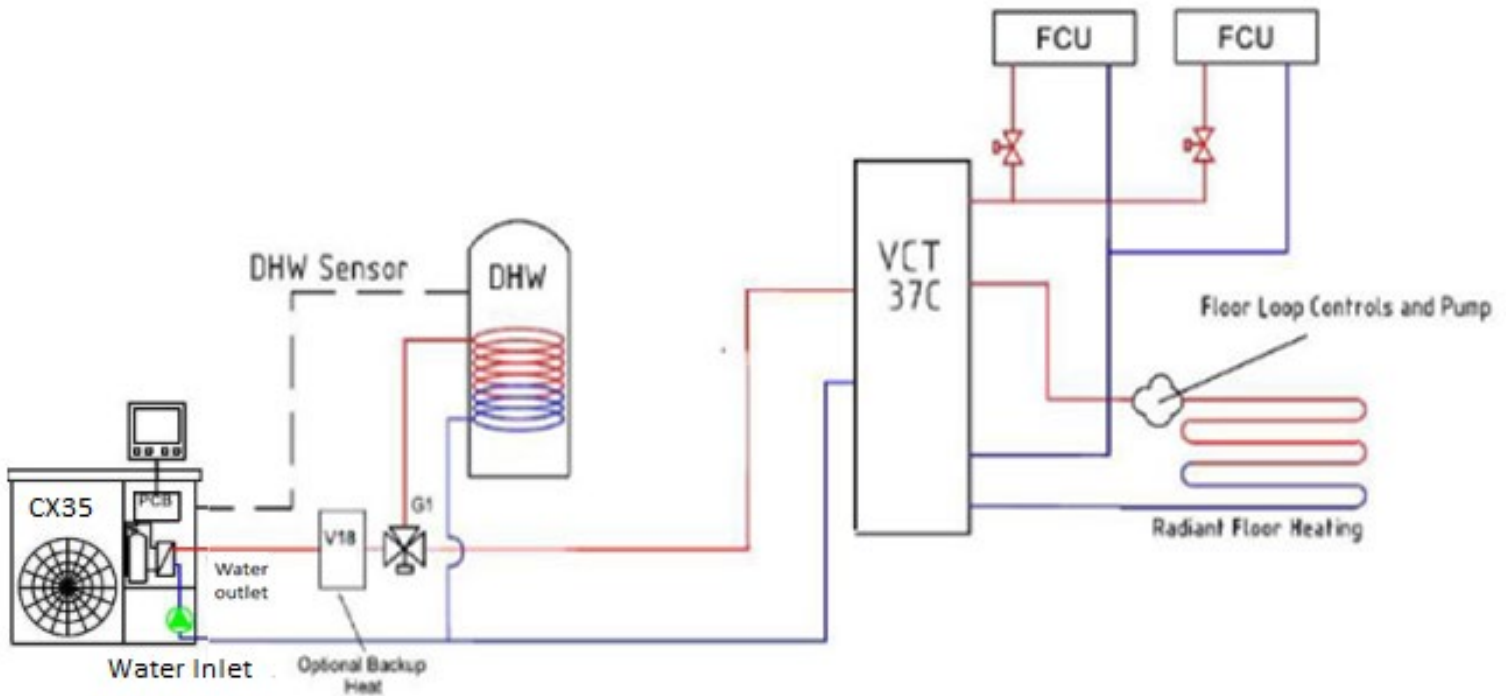 FCU
FCU
VCT
37C
DHW Sensor
DHW
Floor Loop Controls and Pump
CX35
PCB
G1
V18
Water
outlet
Radiant Floor Heating
Water Inlet
Optional Backup
Heat